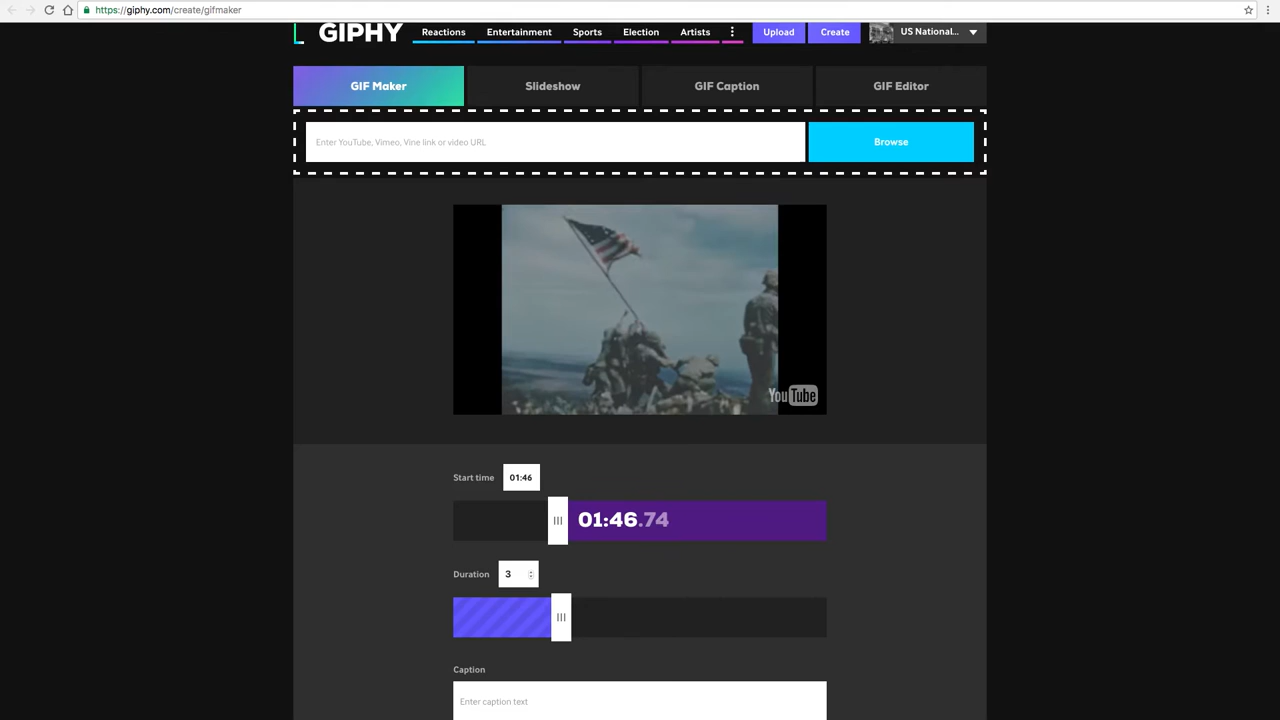 https://giphy.com/create/gifmaker
GIPHY Reactions Entertainment Sports Election Artists Upload Create US National...
GIF Maker Slideshow GIF Caption GIF Editor
Enter YouTube, Vimeo, Vine link or video URL Browse
YouTube
Start time 01:46
01:46.74
Duration 3
Caption
Enter caption text